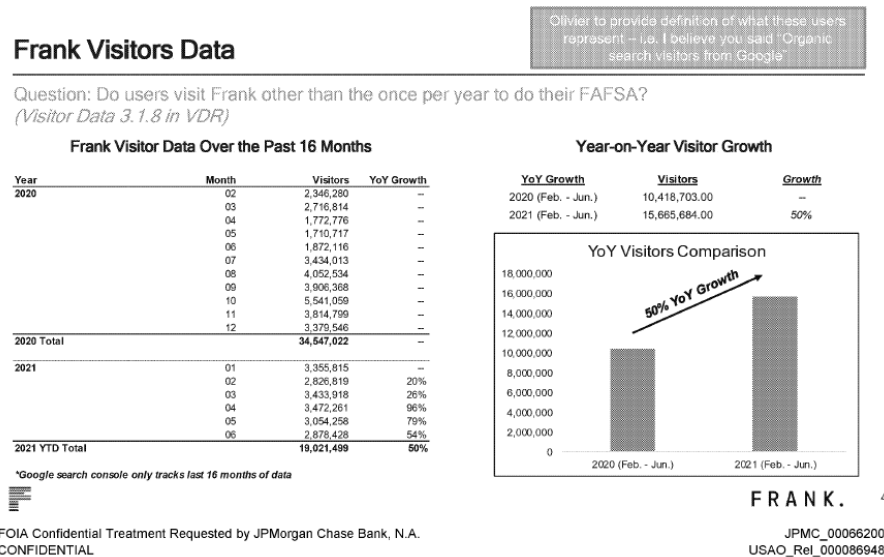 Olivier to provide definition of what these users
represent – i.e. I believe you said "Organic
search visitors from Google"
Frank Visitors Data
Question: Do users visit Frank other than the once per year to do their FAFSA?
(Visitor Data 3.1.8 in VDR)
Frank Visitor Data Over the Past 16 Months
Year Month Visitors YoY Growth
2020 02 2,346,280 –
03 2,716,814 –
04 1,772,776 –
05 1,710,717 –
06 1,872,116 –
07 3,434,013 –
08 4,052,534 –
09 3,906,368 –
10 5,541,059 –
11 3,814,799 –
12 3,379,546 –
2020 Total 34,547,022 –
2021 01 3,355,815 –
02 2,826,819 20%
03 3,433,918 26%
04 3,472,261 96%
05 3,054,258 79%
06 2,878,428 54%
2021 YTD Total 19,021,499 50%
*Google search console only tracks last 16 months of data
Year-on-Year Visitor Growth
YoY Growth Visitors Growth
2020 (Feb. - Jun.) 10,418,703.00 –
2021 (Feb. - Jun.) 15,665,684.00 50%
YoY Visitors Comparison
50% YoY Growth
18,000,000
16,000,000
14,000,000
12,000,000
10,000,000
8,000,000
6,000,000
4,000,000
2,000,000
0
2020 (Feb. - Jun.) 2021 (Feb. - Jun.)
FRANK.
4
FOIA Confidential Treatment Requested by JPMorgan Chase Bank, N.A.
CONFIDENTIAL
JPMC_00066200
USAO_Rel_000086948